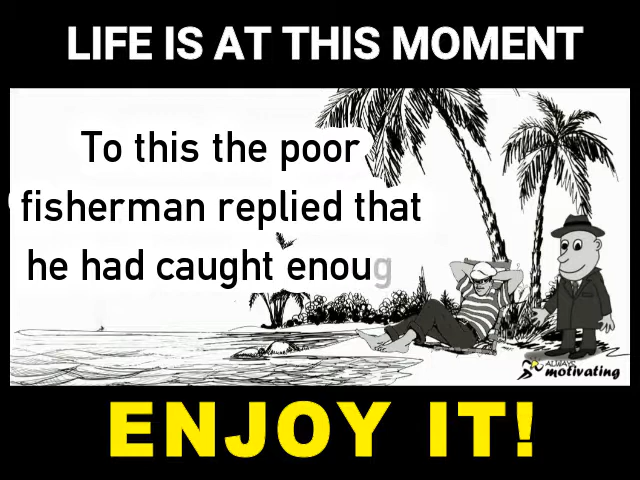 LIFE IS AT THIS MOMENT
To this the poor
fisherman replied that
he had caught enoug
ALWAYS
motivating
ENJOY IT!